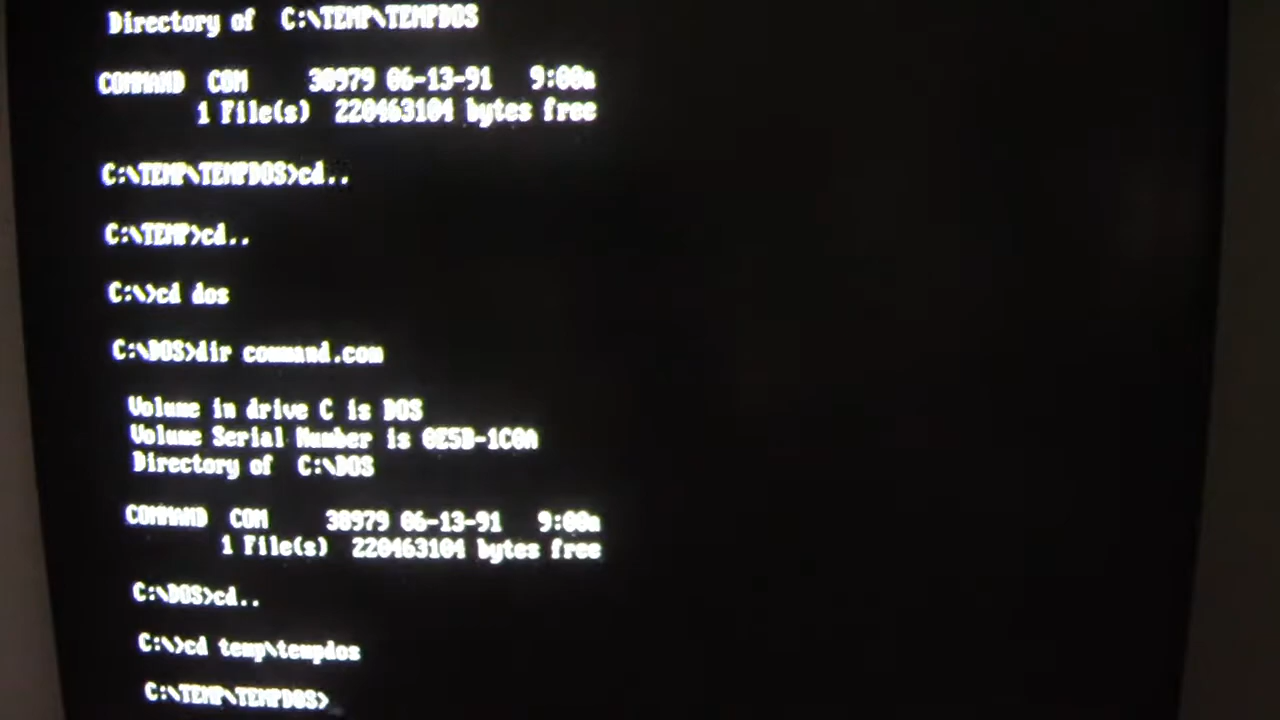 Directory of  C:\TEMP\TEMPDOS
COMMAND  COM     38979 06-13-91   9:00a
1 File(s)  220463104 bytes free
C:\TEMP\TEMPDOS>cd..
C:\TEMP>cd..
C:\>cd dos
C:\DOS>dir command.com
Volume in drive C is DOS
Volume Serial Number is 0E5B-1C0A
Directory of  C:\DOS
COMMAND  COM     38979 06-13-91   9:00a
1 File(s)  220463104 bytes free
C:\DOS>cd..
C:\>cd temp\tempdos
C:\TEMP\TEMPDOS>_